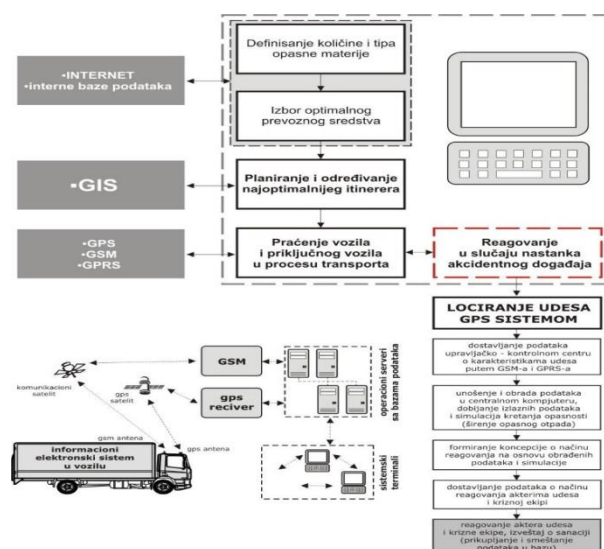 Definisanje količine i tipa
opasne materije
•INTERNET
•interne baze podataka
Izbor optimalnog
prevoznog sredstva
•GIS
Planiranje i određivanje
najoptimalnijeg itinerera
•GPS
•GSM
•GPRS
Praćenje vozila
i priključnog vozila
u procesu transporta
Reagovanje
u slučaju nastanka
akcidentnog događaja
LOCIRANJE UDESA
GPS SISTEMOM
dostavljanje podataka
upravljačko - kontrolnom centru
o karakteristikama udesa
putem GSM-a i GPRS-a
unošenje i obrada podataka
u centralnom kompjuteru,
dobijanje izlaznih podataka
i simulacija kretanja opasnosti
(širenje opasnog otpada)
formiranje koncepcije o načinu
reagovanja na osnovu obrađenih
podataka i simulacije
dostavljanje podataka o načinu
reagovanja akterima udesa
i kriznoj ekipi
reagovanje aktera udesa
i krizne ekipe, izveštaj o sanaciji
(prikupljanje i smeštanje
podataka u bazu)
GSM
gps
reciver
komunikacioni
satelit
gps
satelit
gsm antena
gps antena
informacioni
elektronski sistem
u vozilu
operacioni serveri
sa bazama podataka
sistemski
terminali